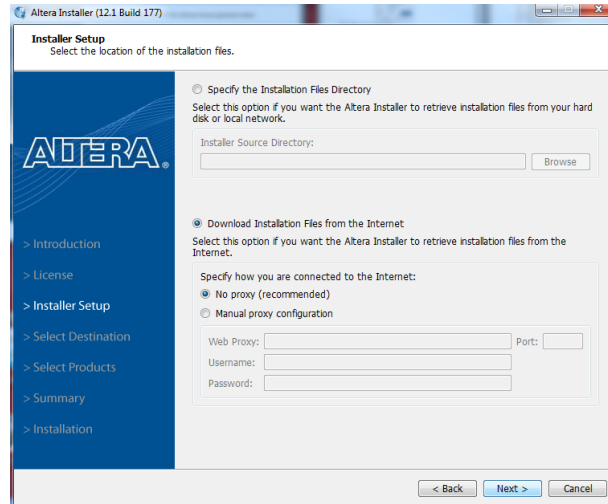 Altera Installer (12.1 Build 177)
Installer Setup
Select the location of the installation files.
ALTERA®
> Introduction
> License
> Installer Setup
> Select Destination
> Select Products
> Summary
> Installation
Specify the Installation Files Directory
Select this option if you want the Altera Installer to retrieve installation files from your hard
disk or local network.
Installer Source Directory:
Browse
Download Installation Files from the Internet
Select this option if you want the Altera Installer to retrieve installation files from the
Internet.
Specify how you are connected to the Internet:
No proxy (recommended)
Manual proxy configuration
Web Proxy: Port:
Username:
Password:
< Back Next > Cancel